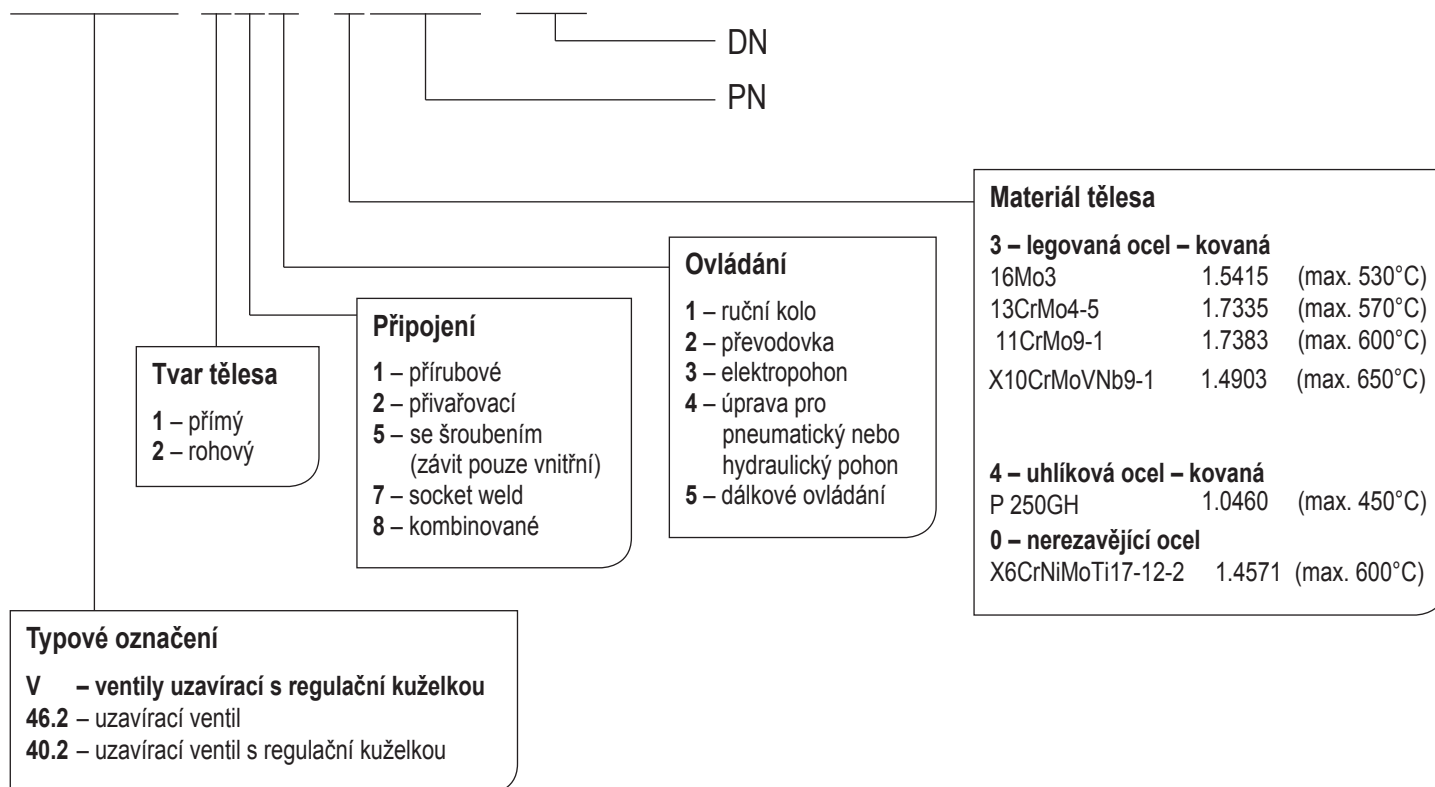 DN
PN
Materiál tělesa
3 – legovaná ocel – kovaná
16Mo3 1.5415 (max. 530°C)
13CrMo4-5 1.7335 (max. 570°C)
11CrMo9-1 1.7383 (max. 600°C)
X10CrMoVNb9-1 1.4903 (max. 650°C)
4 – uhlíková ocel – kovaná
P 250GH 1.0460 (max. 450°C)
0 – nerezavějící ocel
X6CrNiMoTi17-12-2 1.4571 (max. 600°C)
Ovládání
1 – ruční kolo
2 – převodovka
3 – elektropohon
4 – úprava pro
pneumatický nebo
hydraulický pohon
5 – dálkové ovládání
Připojení
1 – přírubové
2 – přivařovací
5 – se šroubením
(závit pouze vnitřní)
7 – socket weld
8 – kombinované
Tvar tělesa
1 – přímý
2 – rohový
Typové označení
V – ventily uzavírací s regulační kuželkou
46.2 – uzavírací ventil
40.2 – uzavírací ventil s regulační kuželkou